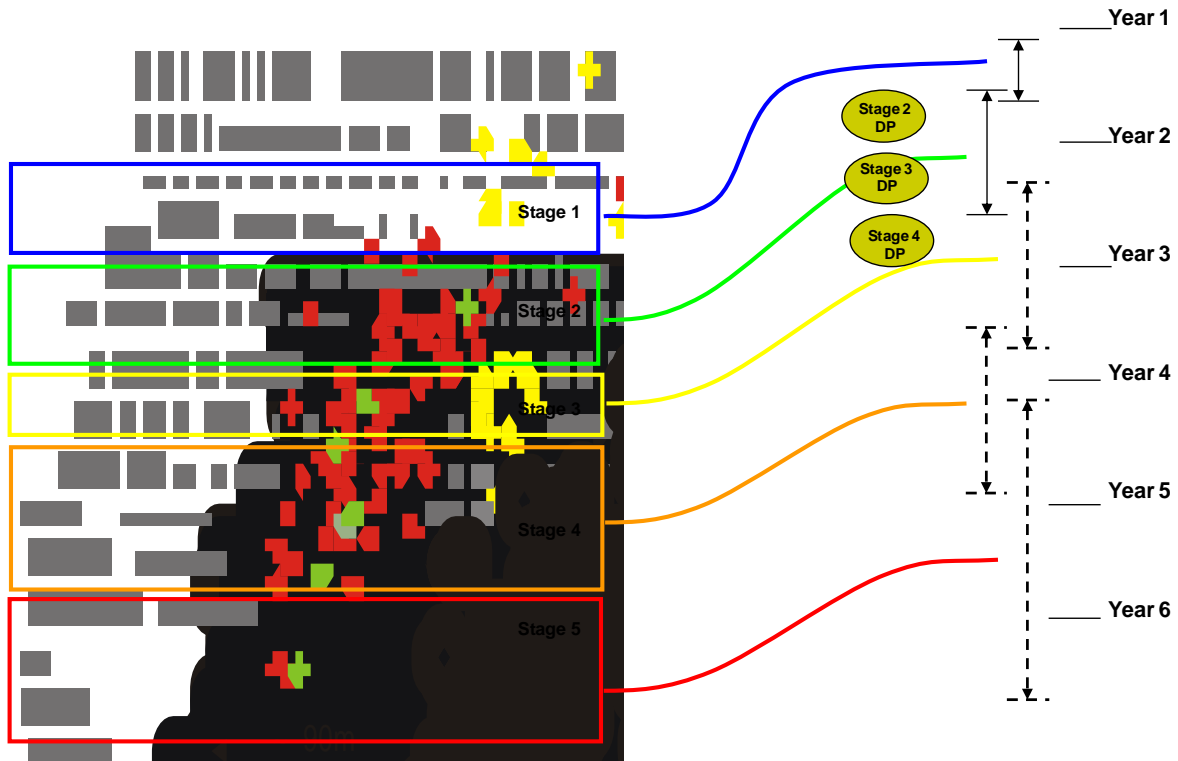 Year 1
Stage 2
DP
Year 2
Stage 3
DP
Stage 1
Stage 4
DP
Year 3
Stage 2
Year 4
Stage 3
Year 5
Stage 4
Year 6
Stage 5
90m